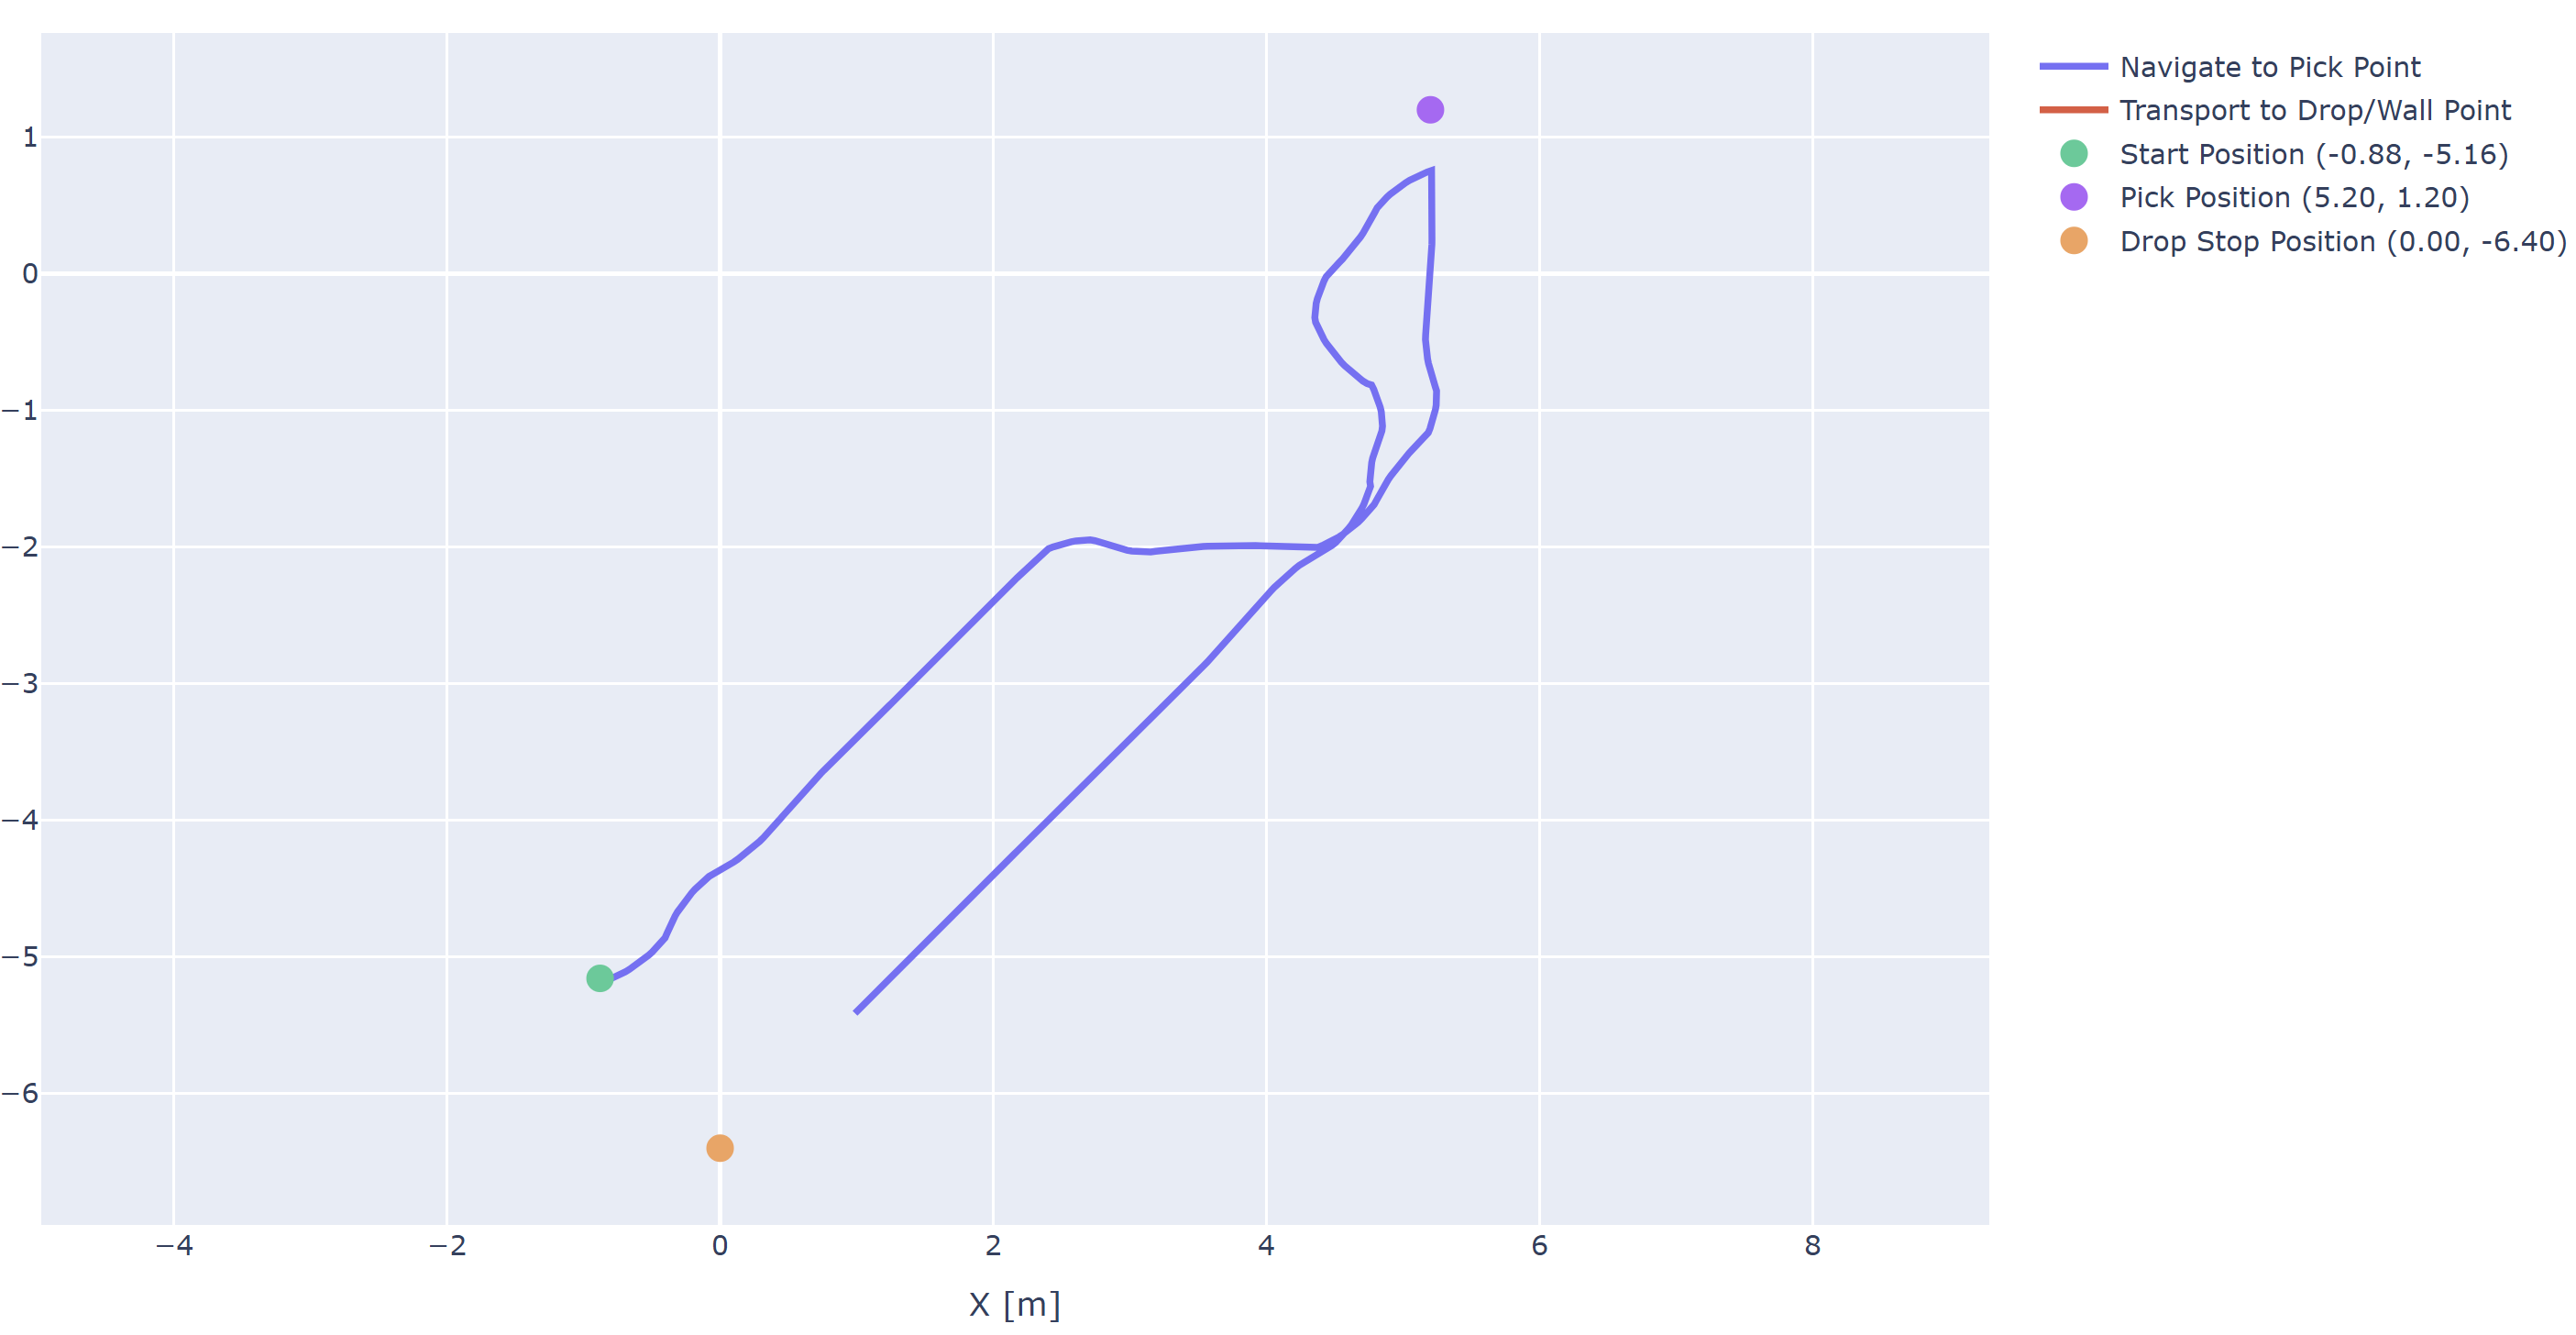 Navigate to Pick Point
Transport to Drop/Wall Point
Start Position (-0.88, -5.16)
Pick Position (5.20, 1.20)
Drop Stop Position (0.00, -6.40)
1
0
−1
−2
−3
−4
−5
−6
−4 −2 0 2 4 6 8
X [m]